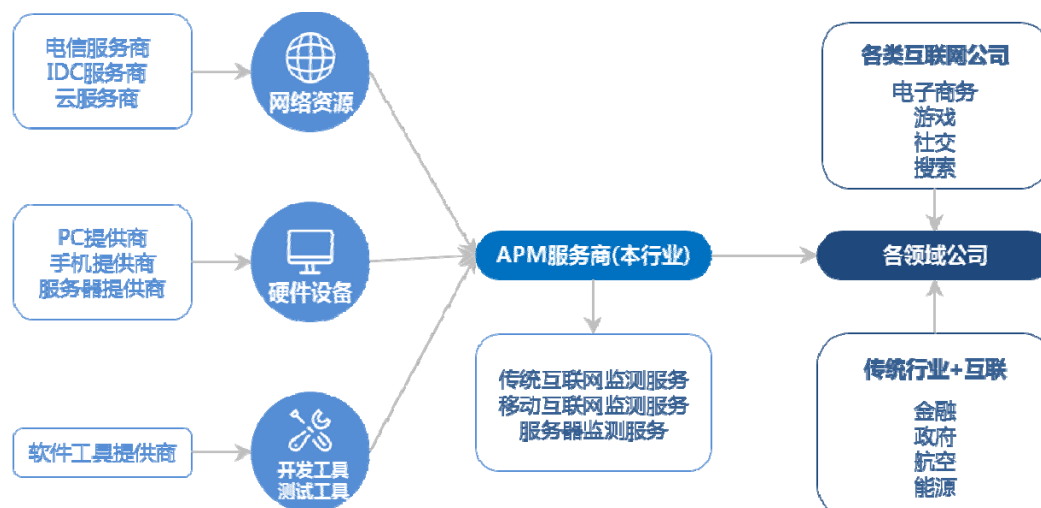 电信服务商
IDC服务商
云服务商
网络资源
PC提供商
手机提供商
服务器提供商
硬件设备
软件工具提供商
开发工具
测试工具
APM服务商(本行业)
传统互联网监测服务
移动互联网监测服务
服务器监测服务
各类互联网公司
电子商务
游戏
社交
搜索
各领域公司
传统行业+互联
金融
政府
航空
能源